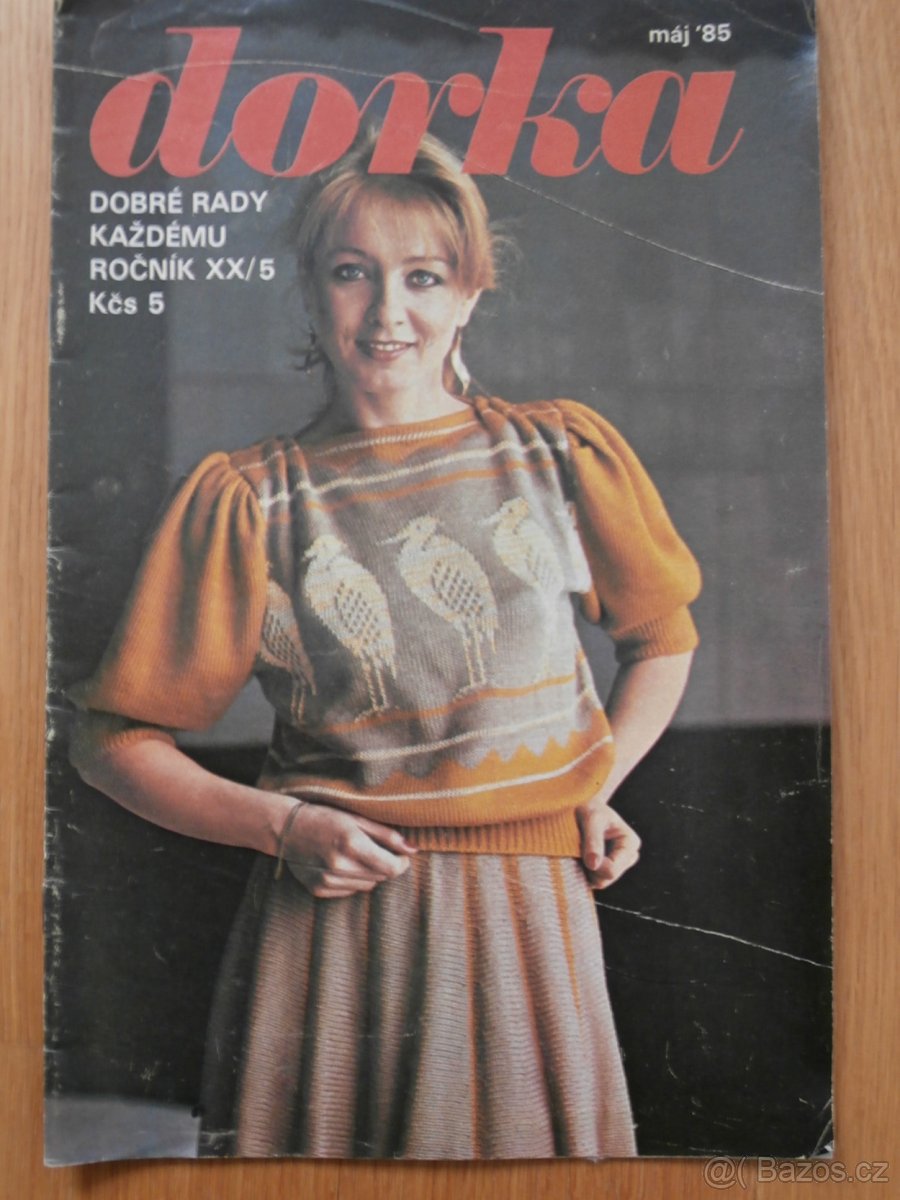 máj '85
dorka
DOBRÉ RADY
KAŽDÉMU
ROČNÍK XX/5
Kčs 5
@( Bazos.cz